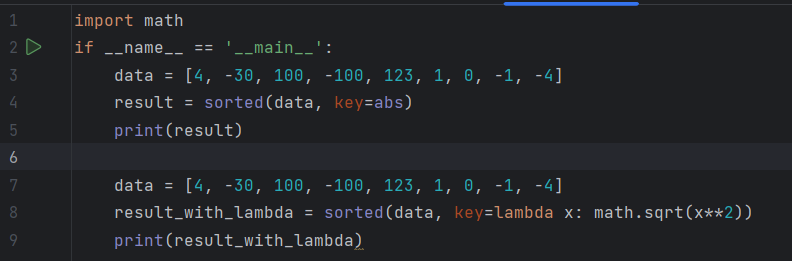 1 import math
2 if __name__ == '__main__':
3     data = [4, -30, 100, -100, 123, 1, 0, -1, -4]
4     result = sorted(data, key=abs)
5     print(result)
6
7     data = [4, -30, 100, -100, 123, 1, 0, -1, -4]
8     result_with_lambda = sorted(data, key=lambda x: math.sqrt(x**2))
9     print(result_with_lambda)